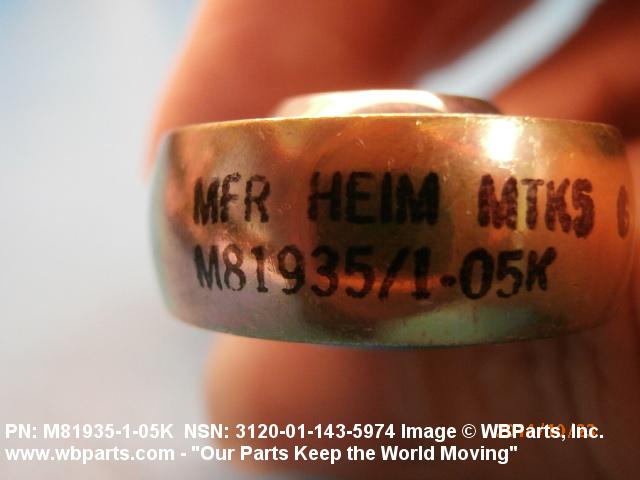 MFR HEIM MTK5
M81935/1-05K
PN: M81935-1-05K NSN: 3120-01-143-5974 Image © WBParts, Inc.
www.wbparts.com - "Our Parts Keep the World Moving"